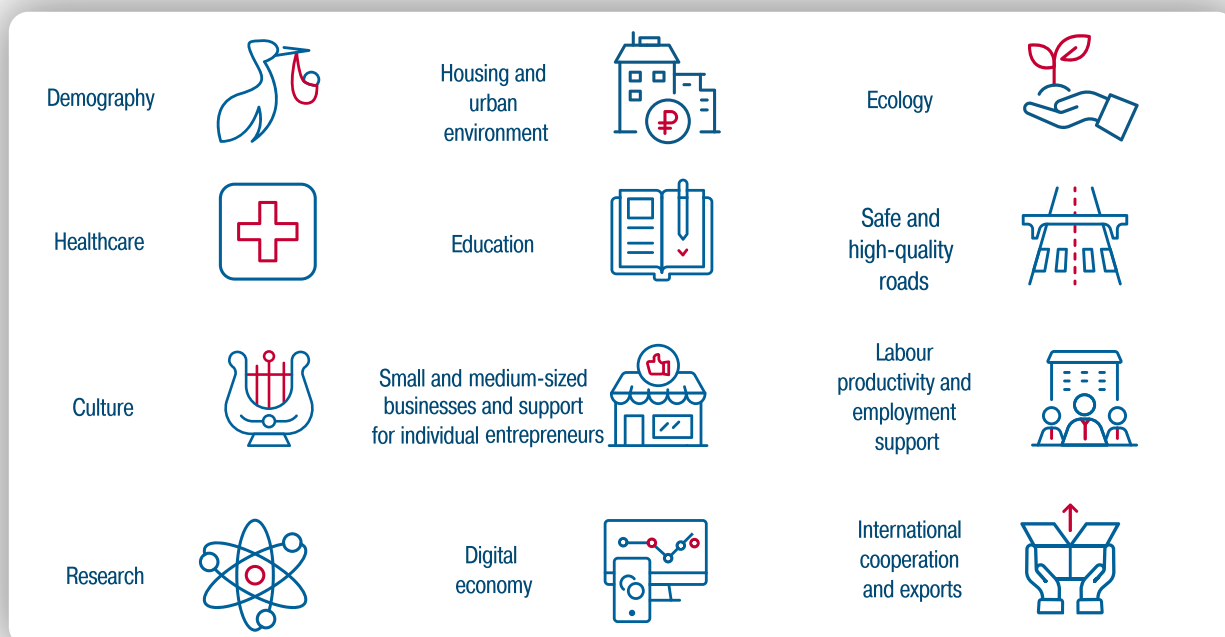 Demography
Housing and
urban
environment
Ecology
Healthcare
Education
Safe and
high-quality
roads
Culture
Small and medium-sized
businesses and support
for individual entrepreneurs
Labour
productivity and
employment
support
Research
Digital
economy
International
cooperation
and exports